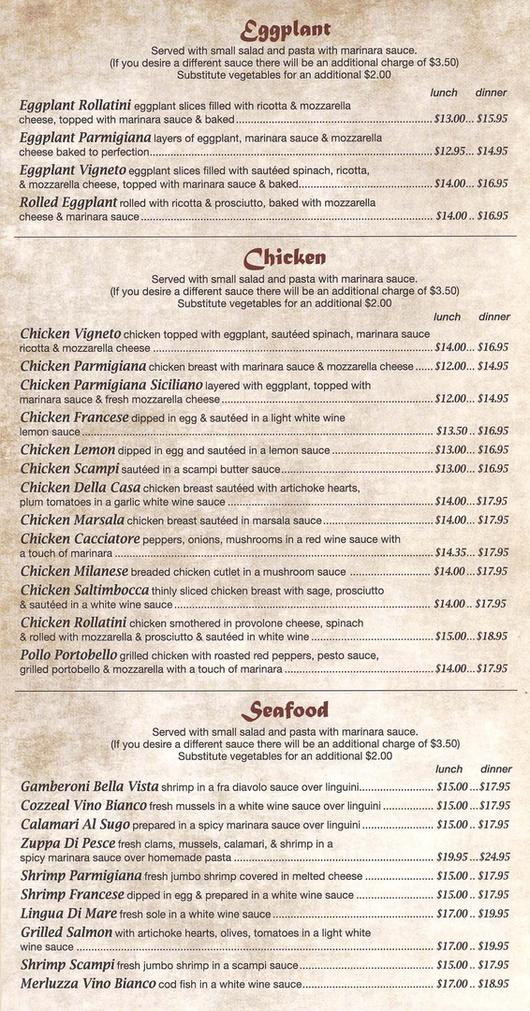 Eggplant
Served with small salad and pasta with marinara sauce.
(If you desire a different sauce there will be an additional charge of $3.50)
Substitute vegetables for an additional $2.00
lunch dinner
Eggplant Rollatini eggplant slices filled with ricotta & mozzarella
cheese, topped with marinara sauce & baked...$13.00... $15.95
Eggplant Parmigiana layers of eggplant, marinara sauce & mozzarella
cheese baked to perfection...$12.95... $14.95
Eggplant Vigneto eggplant slices filled with sautéed spinach, ricotta,
& mozzarella cheese, topped with marinara sauce & baked...$14.00... $16.95
Rolled Eggplant rolled with ricotta & prosciutto, baked with mozzarella
cheese & marinara sauce...$14.00.. $16.95
Chicken
Served with small salad and pasta with marinara sauce.
(If you desire a different sauce there will be an additional charge of $3.50)
Substitute vegetables for an additional $2.00
lunch dinner
Chicken Vigneto chicken topped with eggplant, sautéed spinach, marinara sauce
ricotta & mozzarella cheese ...$14.00... $16.95
Chicken Parmigiana chicken breast with marinara sauce & mozzarella cheese...$12.00... $14.95
Chicken Parmigiana Siciliano layered with eggplant, topped with
marinara sauce & fresh mozzarella cheese...$12.00... $14.95
Chicken Francese dipped in egg & sautéed in a light white wine
lemon sauce...$13.50.. $16.95
Chicken Lemon dipped in egg and sautéed in a lemon sauce...$13.00... $16.95
Chicken Scampi sautéed in a scampi butter sauce...$13.00... $16.95
Chicken Della Casa chicken breast sautéed with artichoke hearts,
plum tomatoes in a garlic white wine sauce ...$14.00...$17.95
Chicken Marsala chicken breast sautéed in marsala sauce...$14.00... $17.95
Chicken Cacciatore peppers, onions, mushrooms in a red wine sauce with
a touch of marinara ...$14.35... $17.95
Chicken Milanese breaded chicken cutlet in a mushroom sauce ...$14.00...$17.95
Chicken Saltimbocca thinly sliced chicken breast with sage, prosciutto
& sautéed in a white wine sauce...$14.00.. $17.95
Chicken Rollatini chicken smothered in provolone cheese, spinach
& rolled with mozzarella & prosciutto & sautéed in white wine ...$15.00...$18.95
Pollo Portobello grilled chicken with roasted red peppers, pesto sauce,
grilled portobello & mozzarella with a touch of marinara ...$14.00...$17.95
Seafood
Served with small salad and pasta with marinara sauce.
(If you desire a different sauce there will be an additional charge of $3.50)
Substitute vegetables for an additional $2.00
lunch dinner
Gamberoni Bella Vista shrimp in a fra diavolo sauce over linguini...$15.00...$17.95
Cozzeal Vino Bianco fresh mussels in a white wine sauce over linguini ...$15.00 .. $17.95
Calamari Al Sugo prepared in a spicy marinara sauce over linguini...$15.00 .. $17.95
Zuppa Di Pesce fresh clams, mussels, calamari, & shrimp in a
spicy marinara sauce over homemade pasta ...$19.95...$24.95
Shrimp Parmigiana fresh jumbo shrimp covered in melted cheese ...$15.00 .. $17.95
Shrimp Francese dipped in egg & prepared in a white wine sauce...$15.00 .. $17.95
Lingua Di Mare fresh sole in a white wine sauce ...$17.00 .. $19.95
Grilled Salmon with artichoke hearts, olives, tomatoes in a light white
wine sauce ...$17.00 .. $19.95
Shrimp Scampi fresh jumbo shrimp in a scampi sauce...$15.00 .. $17.95
Merluzza Vino Bianco cod fish in a white wine sauce...$17.00 .. $18.95